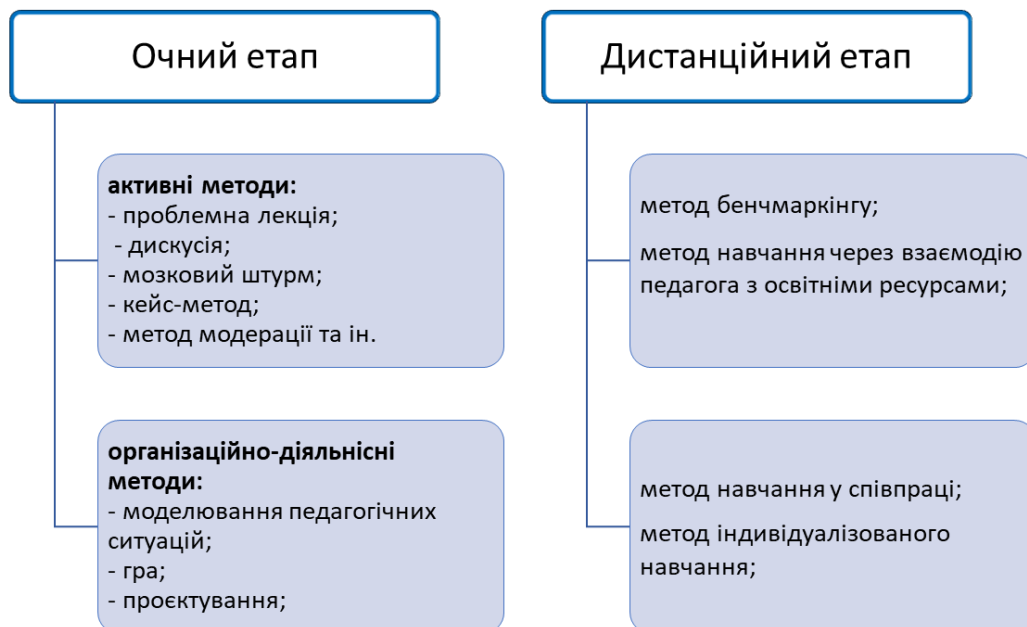 Очний етап
активні методи:
- проблемна лекція;
- дискусія;
- мозковий штурм;
- кейс-метод;
- метод модерації та ін.
організаційно-діяльнісні
методи:
- моделювання педагогічних
ситуацій;
- гра;
- проєктування;
Дистанційний етап
метод бенчмаркінгу;
метод навчання через взаємодію
педагога з освітніми ресурсами;
метод навчання у співпраці;
метод індивідуалізованого
навчання;